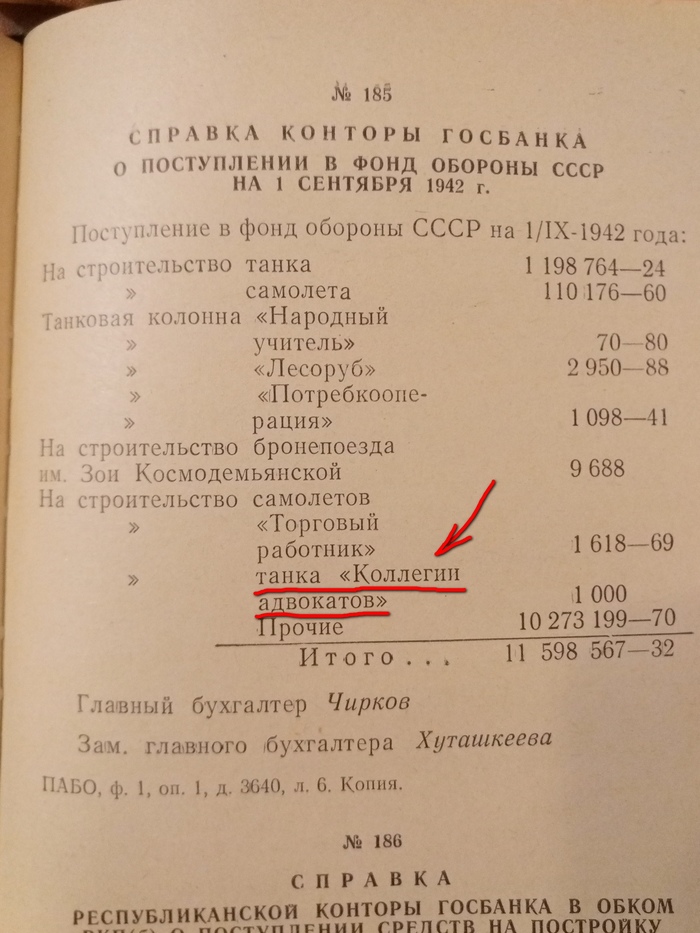 № 185
СПРАВКА КОНТОРЫ ГОСБАНКА
О ПОСТУПЛЕНИИ В ФОНД ОБОРОНЫ СССР
НА 1 СЕНТЯБРЯ 1942 г.
Поступление в фонд обороны СССР на 1/IX-1942 года:
На строительство танка 1 198 764—24
» самолета 110 176—60
Танковая колонна «Народный
» учитель» 70—80
» «Лесоруб» 2 950—88
«Потребкоопе-
» рация» 1 098—41
На строительство бронепоезда
им. Зои Космодемьянской 9 688
На строительство самолетов
» «Торговый
работник» 1 618—69
» танка «Коллегии
адвокатов» 1 000
Прочие 10 273 199—70
Итого... 11 598 567—32
Главный бухгалтер Чирков
Зам. главного бухгалтера Хуташкеева
ПАБО, ф. 1, оп. 1, д. 3640, л. 6. Копия.
№ 186
СПРАВКА
РЕСПУБЛИКАНСКОЙ КОНТОРЫ ГОСБАНКА В ОБКОМ
ВКП(б) О ПОСТУПЛЕНИИ СРЕДСТВ НА ПОСТРОЙКУ